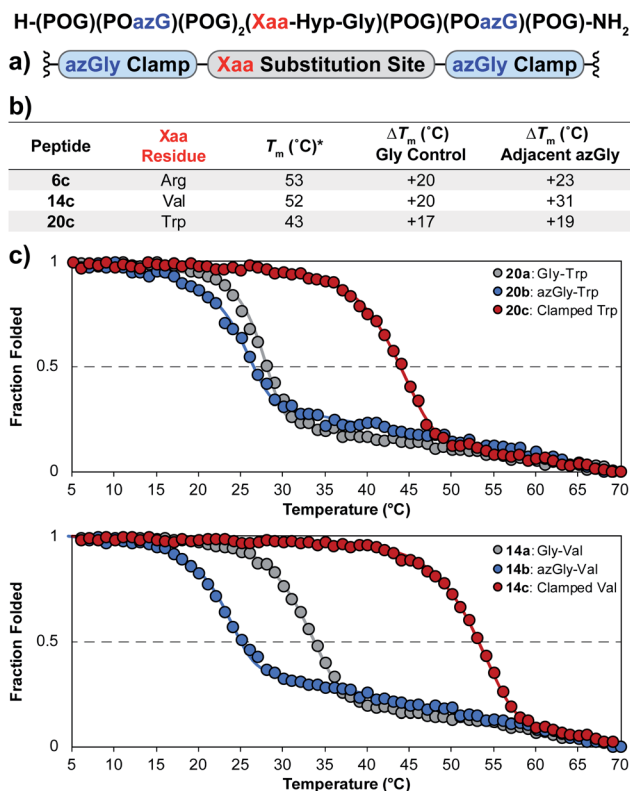 H-(POG)(POazG)(POG)2(Xaa-Hyp-Gly)(POG)(POazG)(POG)-NH2
a) azGly Clamp Xaa Substitution Site azGly Clamp
b)
Peptide Xaa Residue Tm (˚C)* ΔTm (˚C) Gly Control ΔTm (˚C) Adjacent azGly
6c Arg 53 +20 +23
14c Val 52 +20 +31
20c Trp 43 +17 +19
c)
Fraction Folded
1
0.5
0
20a: Gly-Trp
20b: azGly-Trp
20c: Clamped Trp
5 10 15 20 25 30 35 40 45 50 55 60 65 70
Temperature (°C)
Fraction Folded
1
0.5
0
14a: Gly-Val
14b: azGly-Val
14c: Clamped Val
5 10 15 20 25 30 35 40 45 50 55 60 65 70
Temperature (°C)